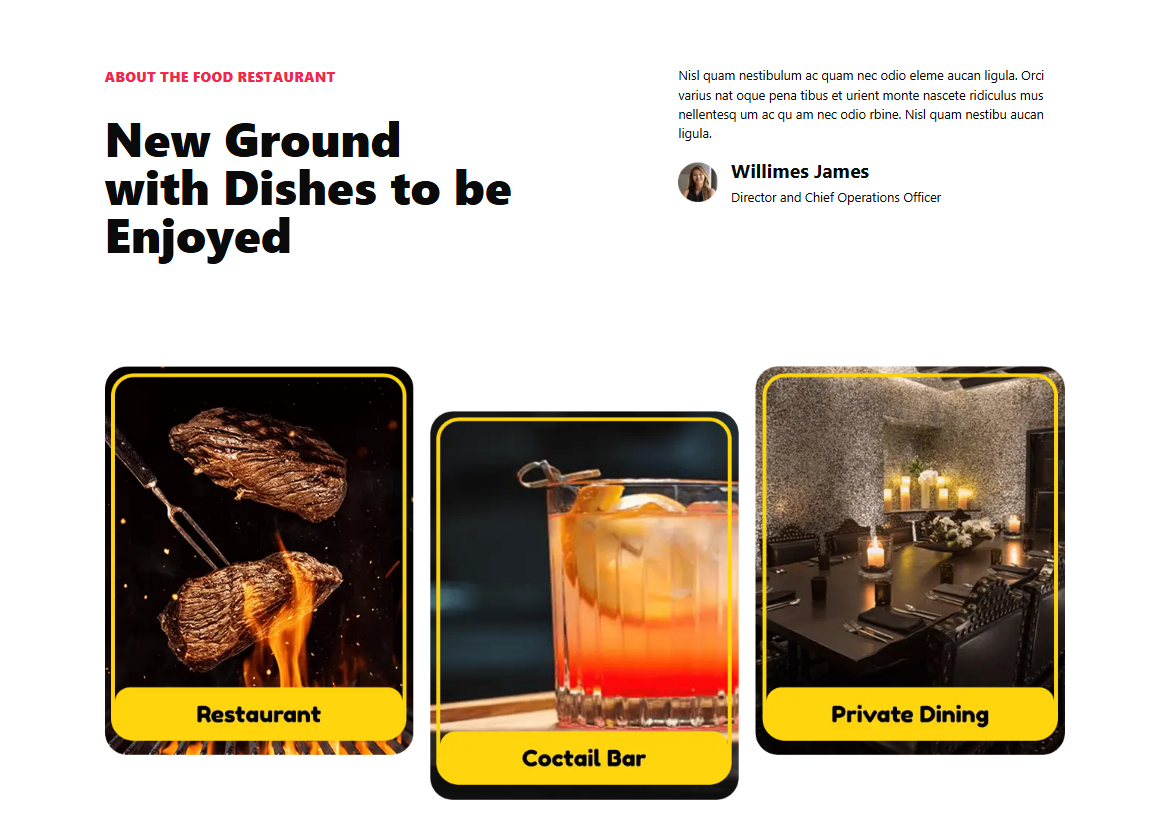 ABOUT THE FOOD RESTAURANT
New Ground
with Dishes to be
Enjoyed
Nisl quam nestibulum ac quam nec odio eleme aucan ligula. Orci
varius nat oque pena tibus et urient monte nascete ridiculus mus
nellentesq um ac qu am nec odio rbine. Nisl quam nestibu aucan
ligula.
Willimes James
Director and Chief Operations Officer
Restaurant
Coctail Bar
Private Dining